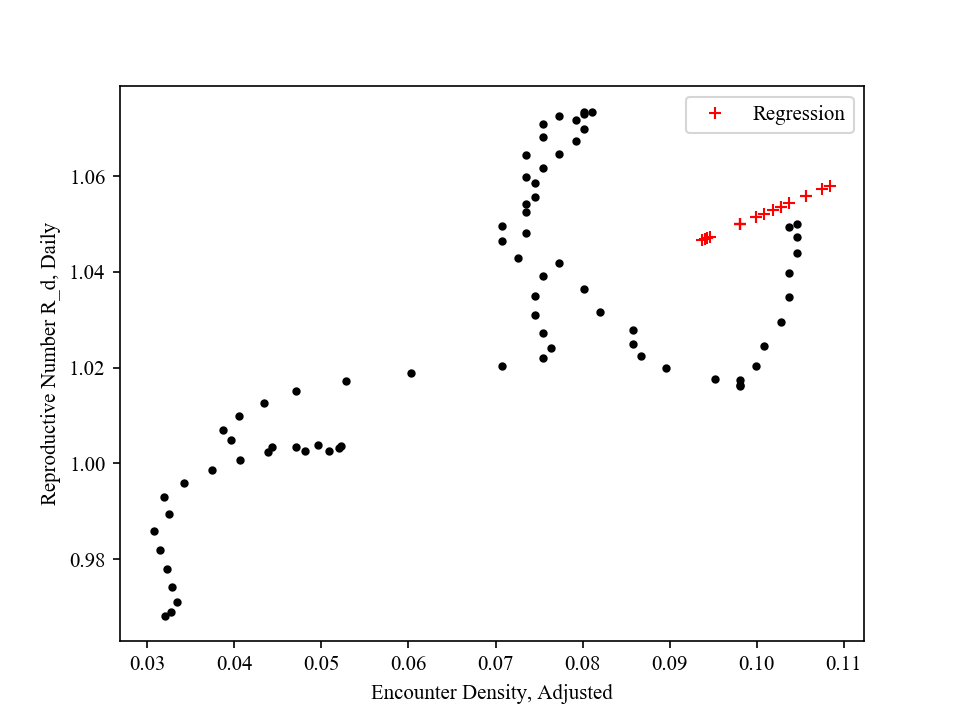 Regression
Reproductive Number R_d, Daily
1.06
1.04
1.02
1.00
0.98
0.03 0.04 0.05 0.06 0.07 0.08 0.09 0.10 0.11
Encounter Density, Adjusted